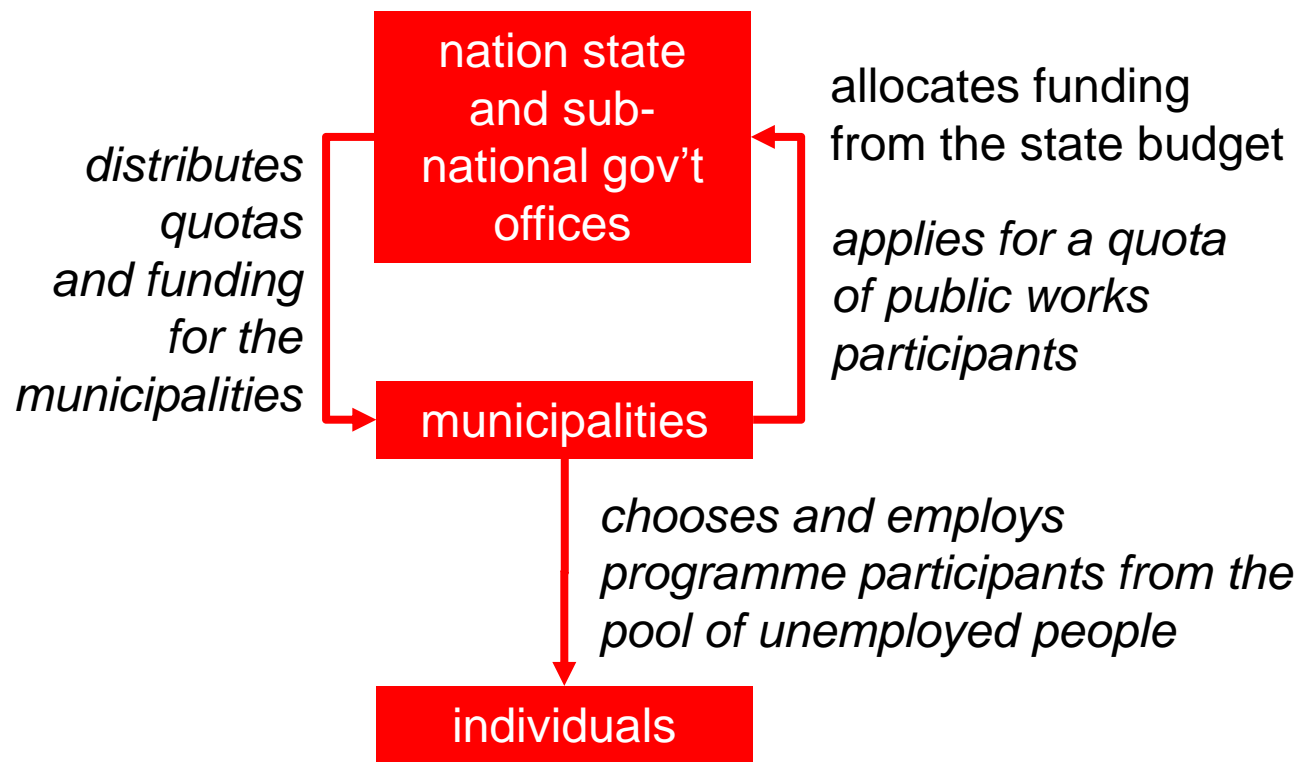 nation state
and sub-
national gov’t
offices
allocates funding
from the state budget
distributes
quotas
and funding
for the
municipalities
applies for a quota
of public works
participants
municipalities
chooses and employs
programme participants from the
pool of unemployed people
individuals